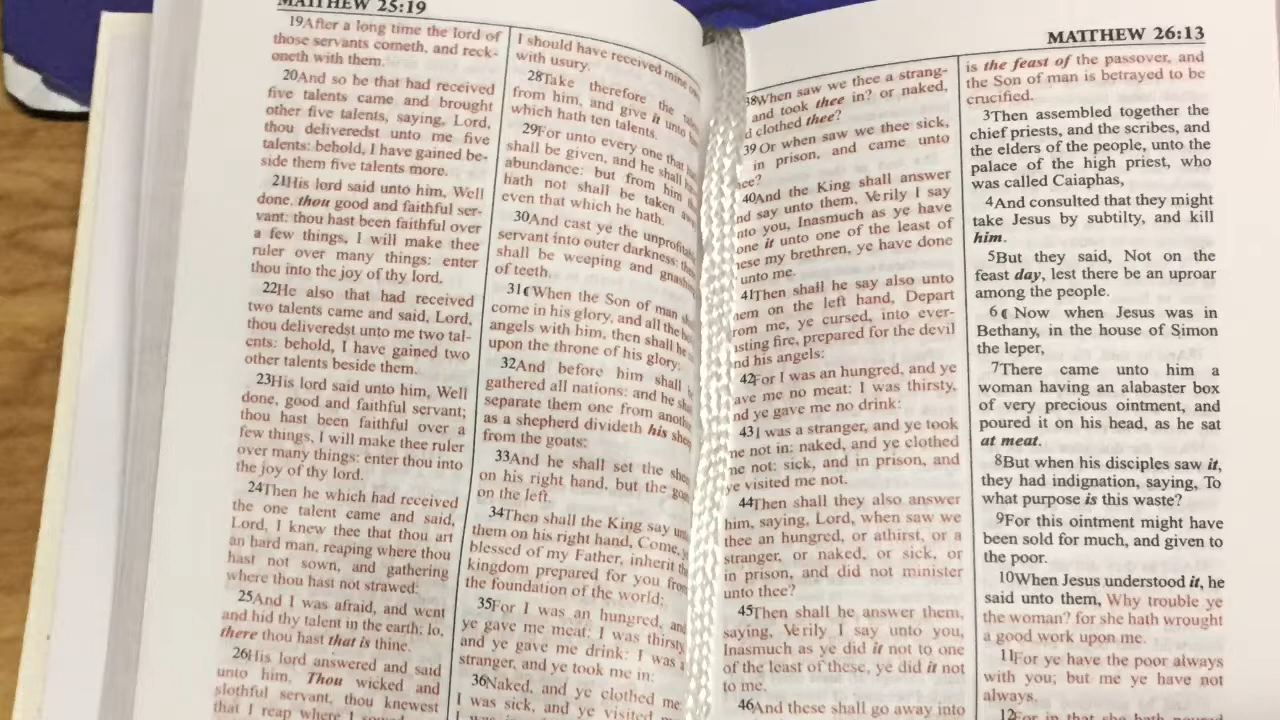 MATTHEW 25:19
19After a long time the lord of
those servants cometh, and reck-
oneth with them.
20And so he that had received
five talents came and brought
other five talents, saying, Lord,
thou deliveredst unto me five
talents: behold, I have gained be-
side them five talents more.
21His lord said unto him, Well
done, thou good and faithful ser-
vant: thou hast been faithful over
a few things, I will make thee
ruler over many things: enter
thou into the joy of thy lord.
22He also that had received
two talents came and said, Lord,
thou deliveredst unto me two tal-
ents: behold, I have gained two
other talents beside them.
23His lord said unto him, Well
done, good and faithful servant;
thou hast been faithful over a
few things, I will make thee ruler
over many things: enter thou into
the joy of thy lord.
24Then he which had received
the one talent came and said,
Lord, I knew thee that thou art
an hard man, reaping where thou
hast not sown, and gathering
where thou hast not strawed:
25And I was afraid, and went
and hid thy talent in the earth: lo,
there thou hast that is thine.
26His lord answered and said
unto him, Thou wicked and
slothful servant, thou knewest
that I reap where I
I should have received mine
with usury.
28Take therefore the
from him, and give it unto
which hath ten talents.
29For unto every one that
shall be given, and he shall
abundance: but from him
hath not shall be taken
even that which he hath.
30And cast ye the
servant into outer darkness:
shall be weeping and
of teeth.
31( When the Son of man
come in his glory, and all the
angels with him, then shall he
upon the throne of his glory:
32And before him shall
gathered all nations: and he
separate them one from
as a shepherd divideth his
from the goats:
33And he shall set the
on his right hand, but the
on the left.
34Then shall the King say
them on his right hand, Come,
blessed of my Father, inherit
kingdom prepared for you from
the foundation of the world:
35For I was an hungred, and
ye gave me meat: I was thirsty,
and ye gave me drink: I was a
stranger, and ye took me in:
36Naked, and ye clothed me:
I was sick, and ye visited
MATTHEW 26:13
38When saw we thee a strang-
and took thee in? or naked,
clothed thee?
39 Or when saw we thee sick,
in prison, and came unto
40And the King shall answer
say unto them, Verily I say
you, Inasmuch as ye have
it unto one of the least of
my brethren, ye have done
unto me.
41Then shall he say also unto
on the left hand, Depart
me, ye cursed, into ever-
fire, prepared for the devil
his angels:
42For I was an hungred, and ye
me no meat: I was thirsty,
ye gave me no drink:
43I was a stranger, and ye took
me not in: naked, and ye clothed
me not: sick, and in prison, and
ye visited me not.
44Then shall they also answer
him, saying, Lord, when saw we
thee an hungred, or athirst, or a
stranger, or naked, or sick, or
in prison, and did not minister
unto thee?
45Then shall he answer them,
saying, Verily I say unto you,
Inasmuch as ye did it not to one
of the least of these, ye did it not
to me.
46And these shall go away into
is the feast of the passover, and
the Son of man is betrayed to be
crucified.
3Then assembled together the
chief priests, and the scribes, and
the elders of the people, unto the
palace of the high priest, who
was called Caiaphas,
4And consulted that they might
take Jesus by subtilty, and kill
him.
5But they said, Not on the
feast day, lest there be an uproar
among the people.
6( Now when Jesus was in
Bethany, in the house of Simon
the leper,
7There came unto him a
woman having an alabaster box
of very precious ointment, and
poured it on his head, as he sat
at meat.
8But when his disciples saw it,
they had indignation, saying, To
what purpose is this waste?
9For this ointment might have
been sold for much, and given to
the poor.
10When Jesus understood it, he
said unto them, Why trouble ye
the woman? for she hath wrought
a good work upon me.
11For ye have the poor always
with you; but me ye have not
always.
12For in that she hath